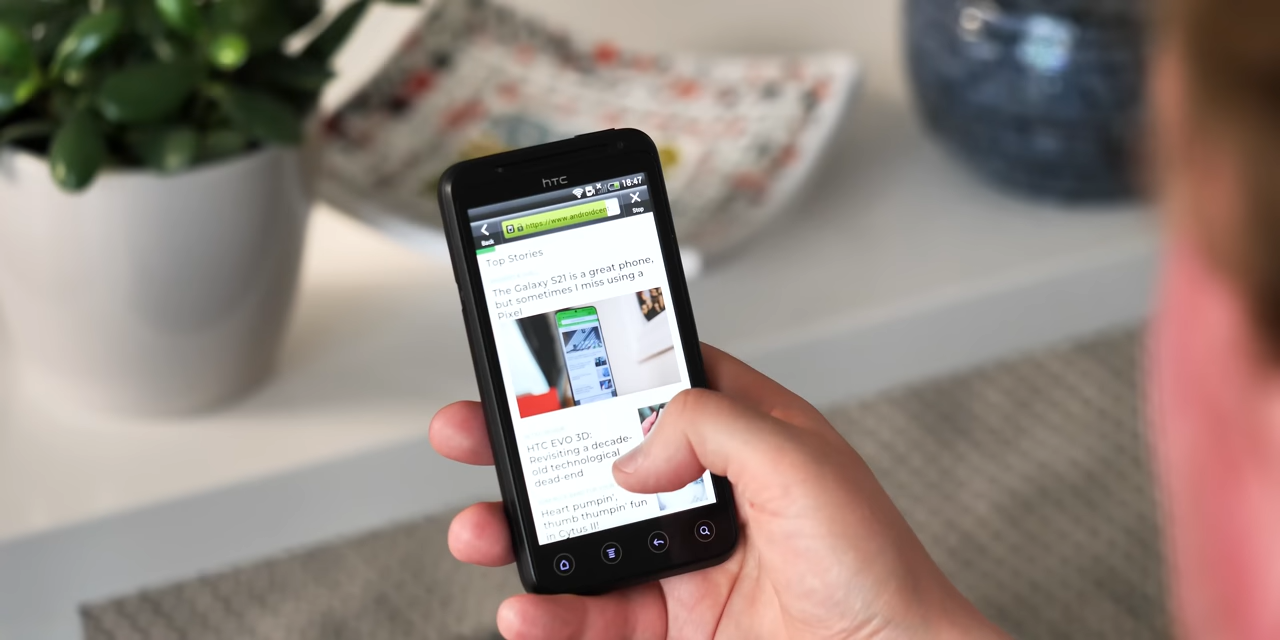 hTC
18:47
Back
https://www.androidcen
Stop
Top Stories
The Galaxy S21 is a great phone,
but sometimes I miss using a
Pixel
HTC EVO 3D:
Revisiting a decade-
old technological
dead-end
Heart pumpin',
thumb thumpin' fun
in Cytus II!